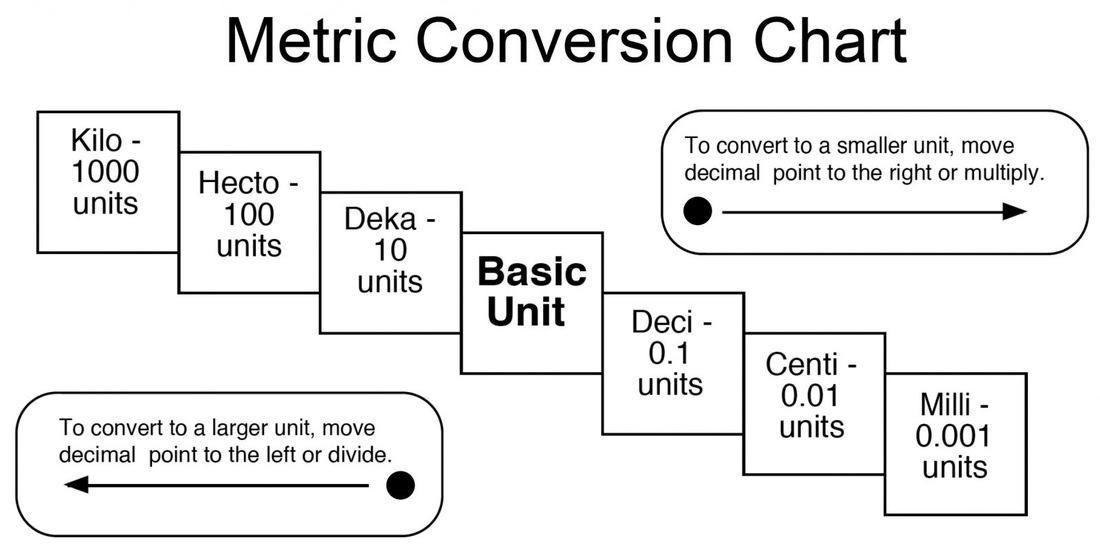 Metric Conversion Chart
Kilo -
1000
units
Hecto -
100
units
Deka -
10
units
Basic
Unit
Deci -
0.1
units
Centi -
0.01
units
Milli -
0.001
units
To convert to a smaller unit, move
decimal point to the right or multiply.
To convert to a larger unit, move
decimal point to the left or divide.